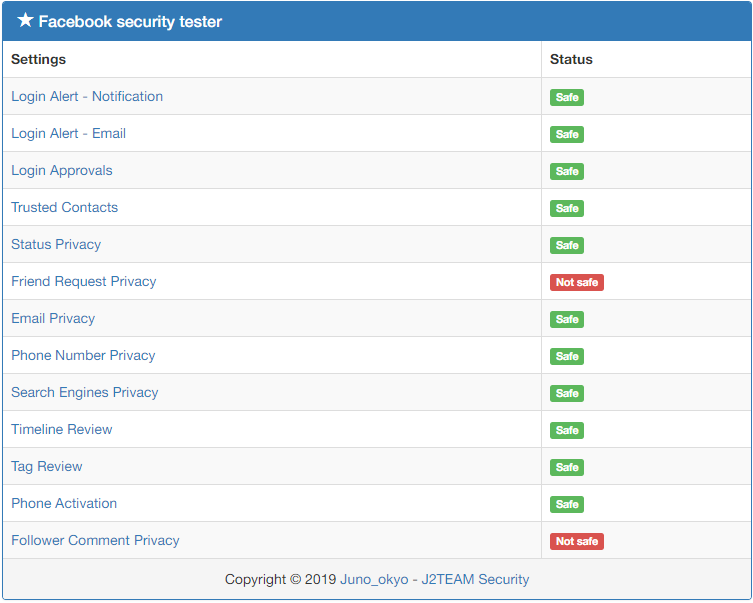 ★ Facebook security tester
Settings Status
Login Alert - Notification Safe
Login Alert - Email Safe
Login Approvals Safe
Trusted Contacts Safe
Status Privacy Safe
Friend Request Privacy Not safe
Email Privacy Safe
Phone Number Privacy Safe
Search Engines Privacy Safe
Timeline Review Safe
Tag Review Safe
Phone Activation Safe
Follower Comment Privacy Not safe
Copyright © 2019 Juno_okyo - J2TEAM Security